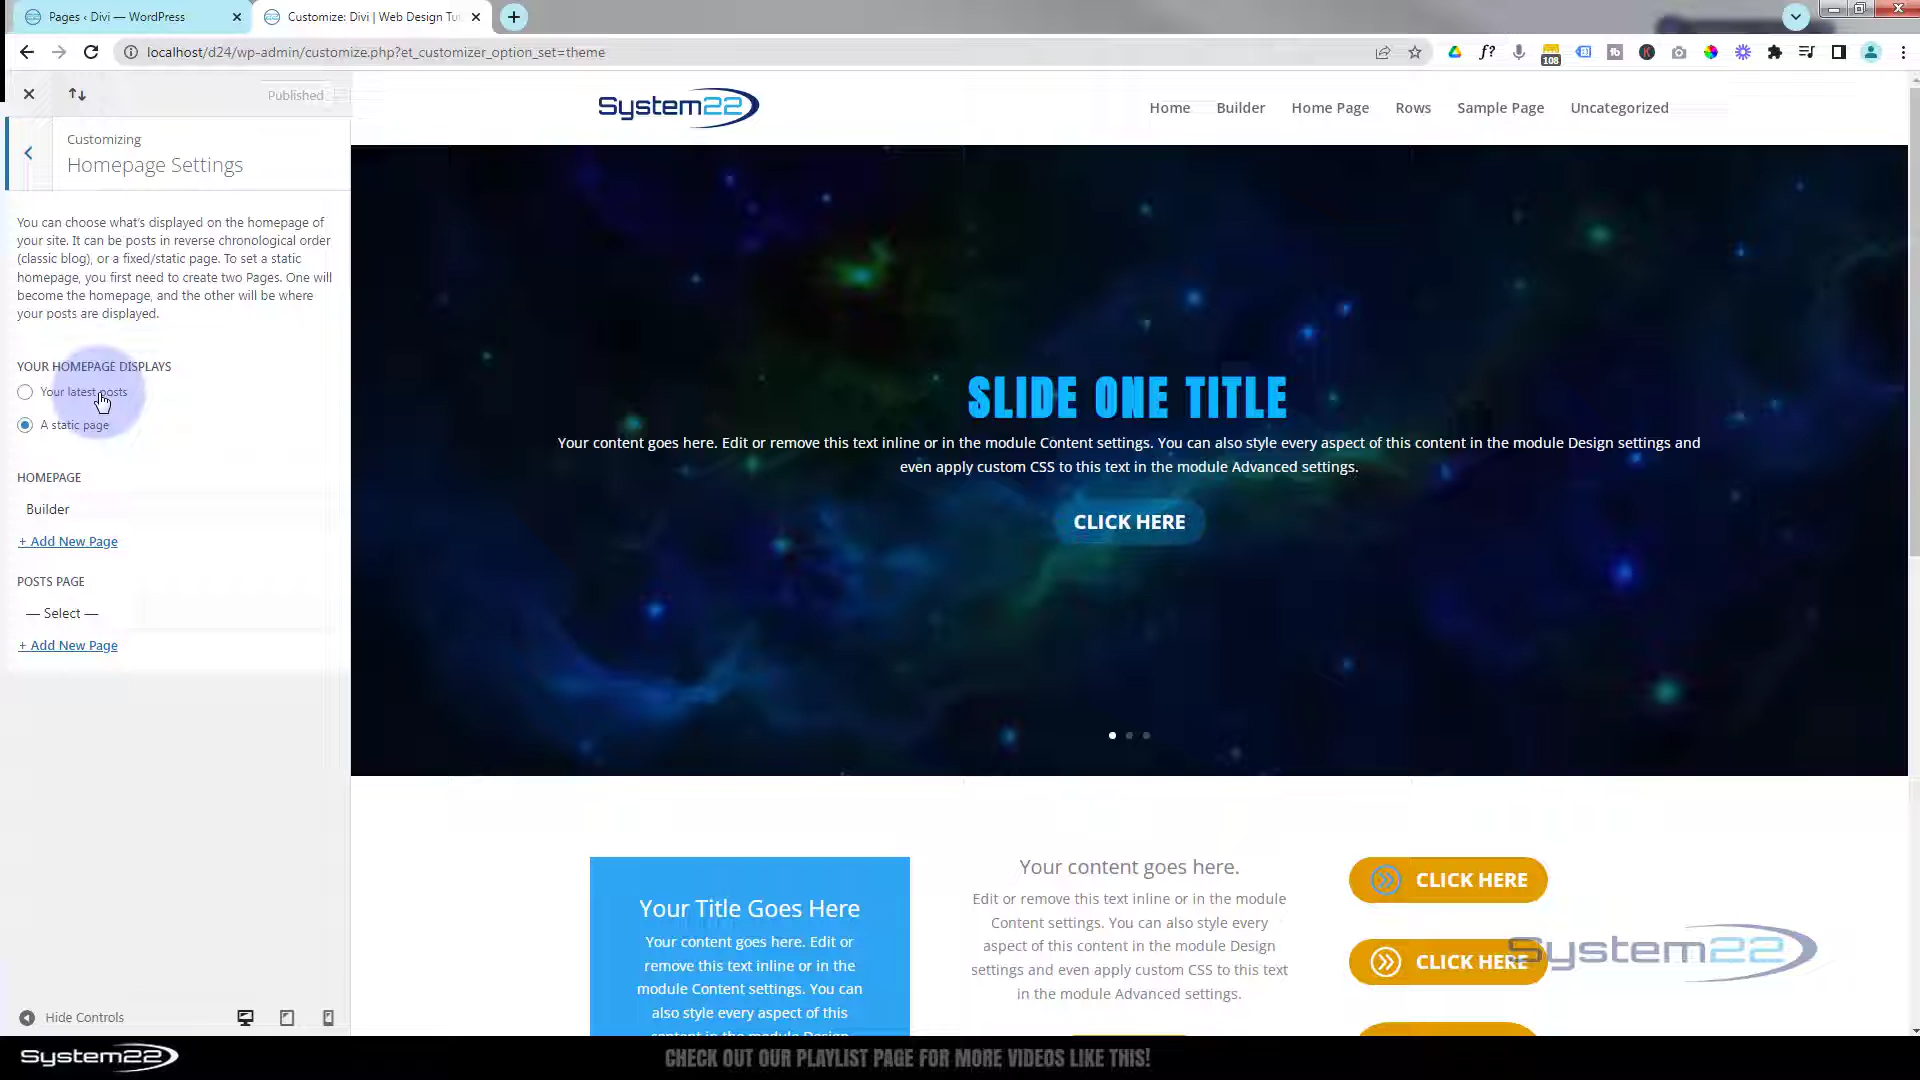 Pages ‹ Divi — WordPress
Customize: Divi | Web Design Tu
localhost/d24/wp-admin/customize.php?et_customizer_option_set=theme
f?
108
Published
Customizing
Homepage Settings
You can choose what's displayed on the homepage of
your site. It can be posts in reverse chronological order
(classic blog), or a fixed/static page. To set a static
homepage, you first need to create two Pages. One will
become the homepage, and the other will be where
your posts are displayed.
YOUR HOMEPAGE DISPLAYS
Your latest posts
A static page
HOMEPAGE
Builder
+ Add New Page
POSTS PAGE
— Select —
+ Add New Page
Hide Controls
System22
Home
Builder
Home Page
Rows
Sample Page
Uncategorized
SLIDE ONE TITLE
Your content goes here. Edit or remove this text inline or in the module Content settings. You can also style every aspect of this content in the module Design settings and
even apply custom CSS to this text in the module Advanced settings.
CLICK HERE
Your Title Goes Here
Your content goes here. Edit or
remove this text inline or in the
module Content settings. You can
also style every aspect of this
content in the module Design
Your content goes here.
Edit or remove this text inline or in the module
Content settings. You can also style every
aspect of this content in the module Design
settings and even apply custom CSS to this text
in the module Advanced settings.
CLICK HERE
CLICK HERE
System22
System22
CHECK OUT OUR PLAYLIST PAGE FOR MORE VIDEOS LIKE THIS!